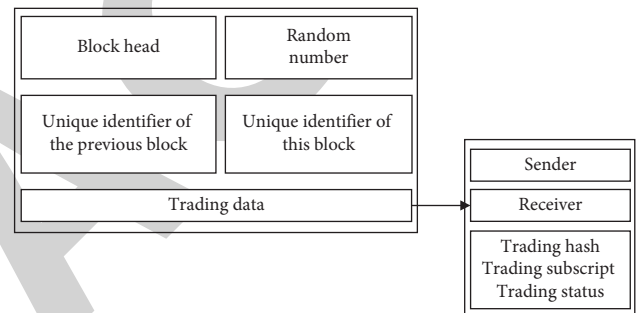 Block head
Random
number
Unique identifier of
the previous block
Unique identifier of
this block
Trading data
Sender
Receiver
Trading hash
Trading subscript
Trading status